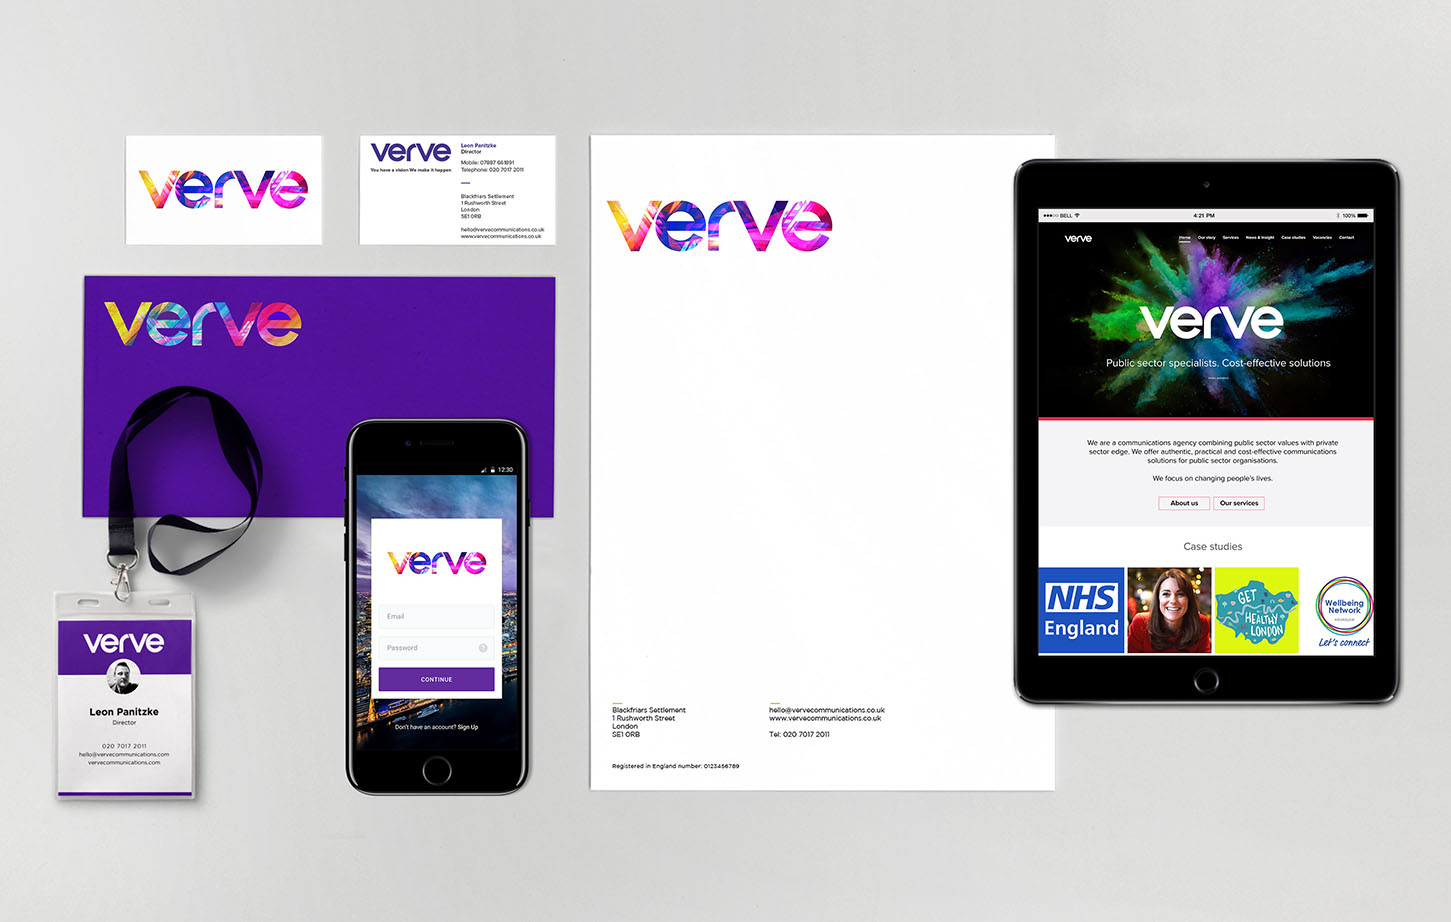 verve
verve
You have a vision We make it happen
Leon Panitzke
Director
Mobile: 07887 661891
Telephone: 020 7017 2011
Blackfriars Settlement
1 Rushworth Street
London
SE1 0RB
hello@vervecommunications.co.uk
www.vervecommunications.co.uk
verve
verve
Leon Panitzke
Director
020 7017 2011
hello@vervecommunications.com
vervecommunications.com
12:30
verve
Email
Password
?
CONTINUE
Don't have an account? Sign Up
verve
Blackfriars Settlement
1 Rushworth Street
London
SE1 0RB
hello@vervecommunications.co.uk
www.vervecommunications.co.uk
Tel: 020 7017 2011
Registered in England number: 0123456789
BELL 4:21 PM 100%
verve Home Our story Services News & Insight Case studies Vacancies Contact
verve
Public sector specialists. Cost-effective solutions
We are a communications agency combining public sector values with private
sector edge. We offer authentic, practical and cost-effective communications
solutions for public sector organisations.
We focus on changing people's lives.
About us Our services
Case studies
NHS
England
GET
HEALTHY
LONDON
Wellbeing
Network
Let's connect